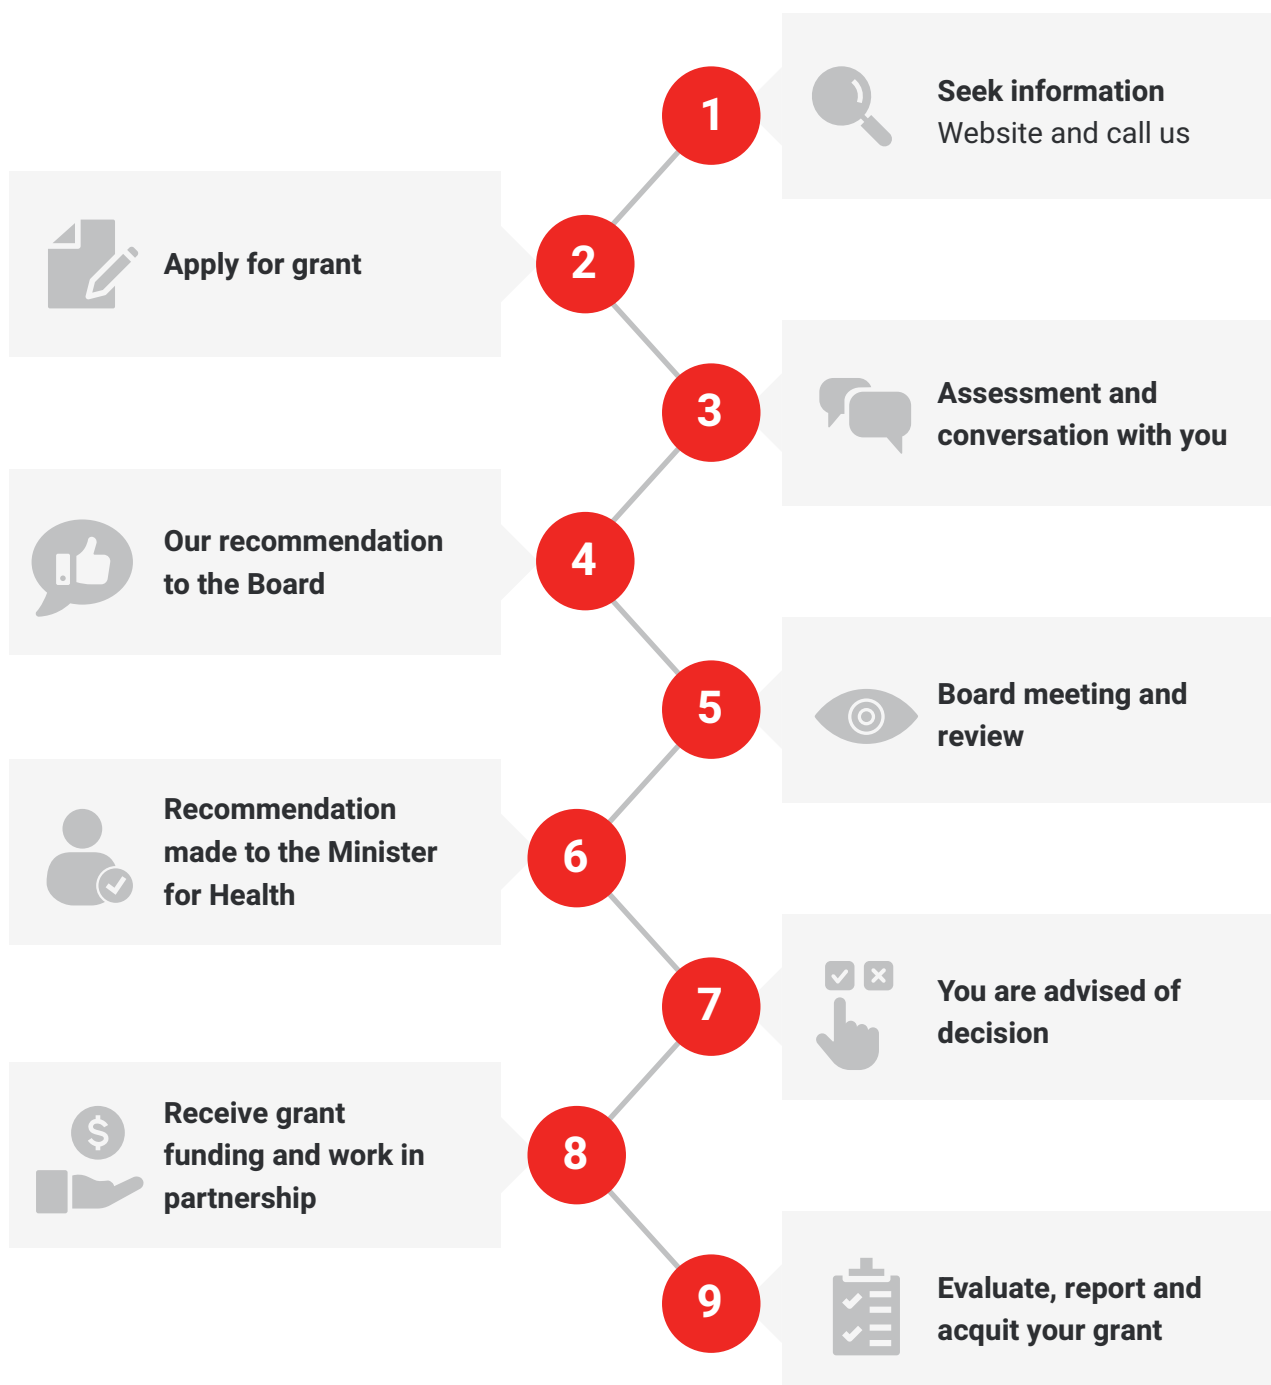 1
Seek information
Website and call us
2
Apply for grant
3
Assessment and
conversation with you
4
Our recommendation
to the Board
5
Board meeting and
review
6
Recommendation
made to the Minister
for Health
7
You are advised of
decision
8
$
Receive grant
funding and work in
partnership
9
Evaluate, report and
acquit your grant